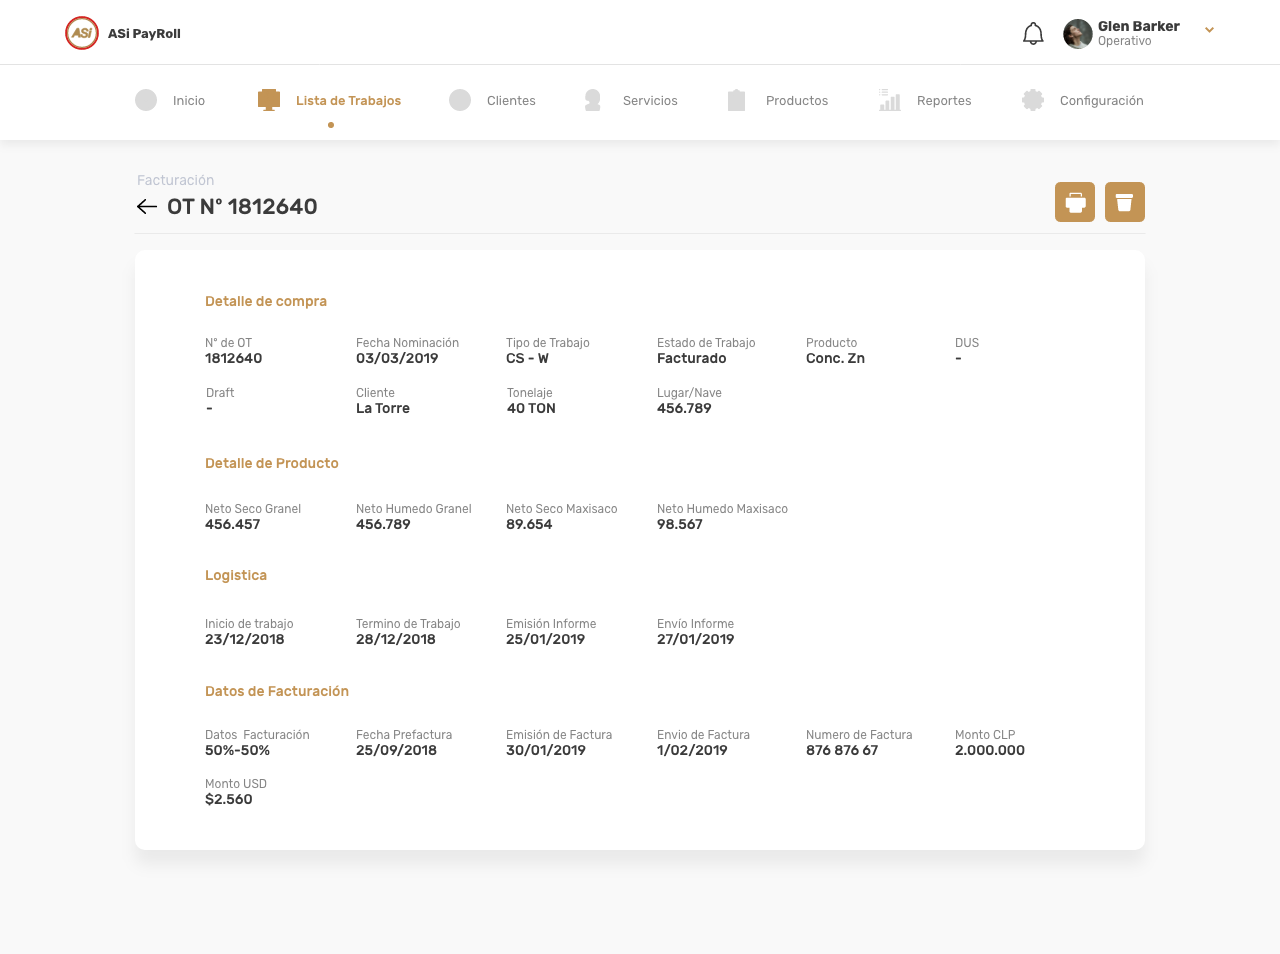 ASi ASi PayRoll
Glen Barker
Operativo
Inicio Lista de Trabajos Clientes Servicios Productos Reportes Configuración
Facturación
OT Nº 1812640
Detalle de compra
Nº de OT Fecha Nominación Tipo de Trabajo Estado de Trabajo Producto DUS
1812640 03/03/2019 CS - W Facturado Conc. Zn -
Draft Cliente Tonelaje Lugar/Nave
- La Torre 40 TON 456.789
Detalle de Producto
Neto Seco Granel Neto Humedo Granel Neto Seco Maxisaco Neto Humedo Maxisaco
456.457 456.789 89.654 98.567
Logistica
Inicio de trabajo Termino de Trabajo Emisión Informe Envío Informe
23/12/2018 28/12/2018 25/01/2019 27/01/2019
Datos de Facturación
Datos Facturación Fecha Prefactura Emisión de Factura Envio de Factura Numero de Factura Monto CLP
50%-50% 25/09/2018 30/01/2019 1/02/2019 876 876 67 2.000.000
Monto USD
$2.560